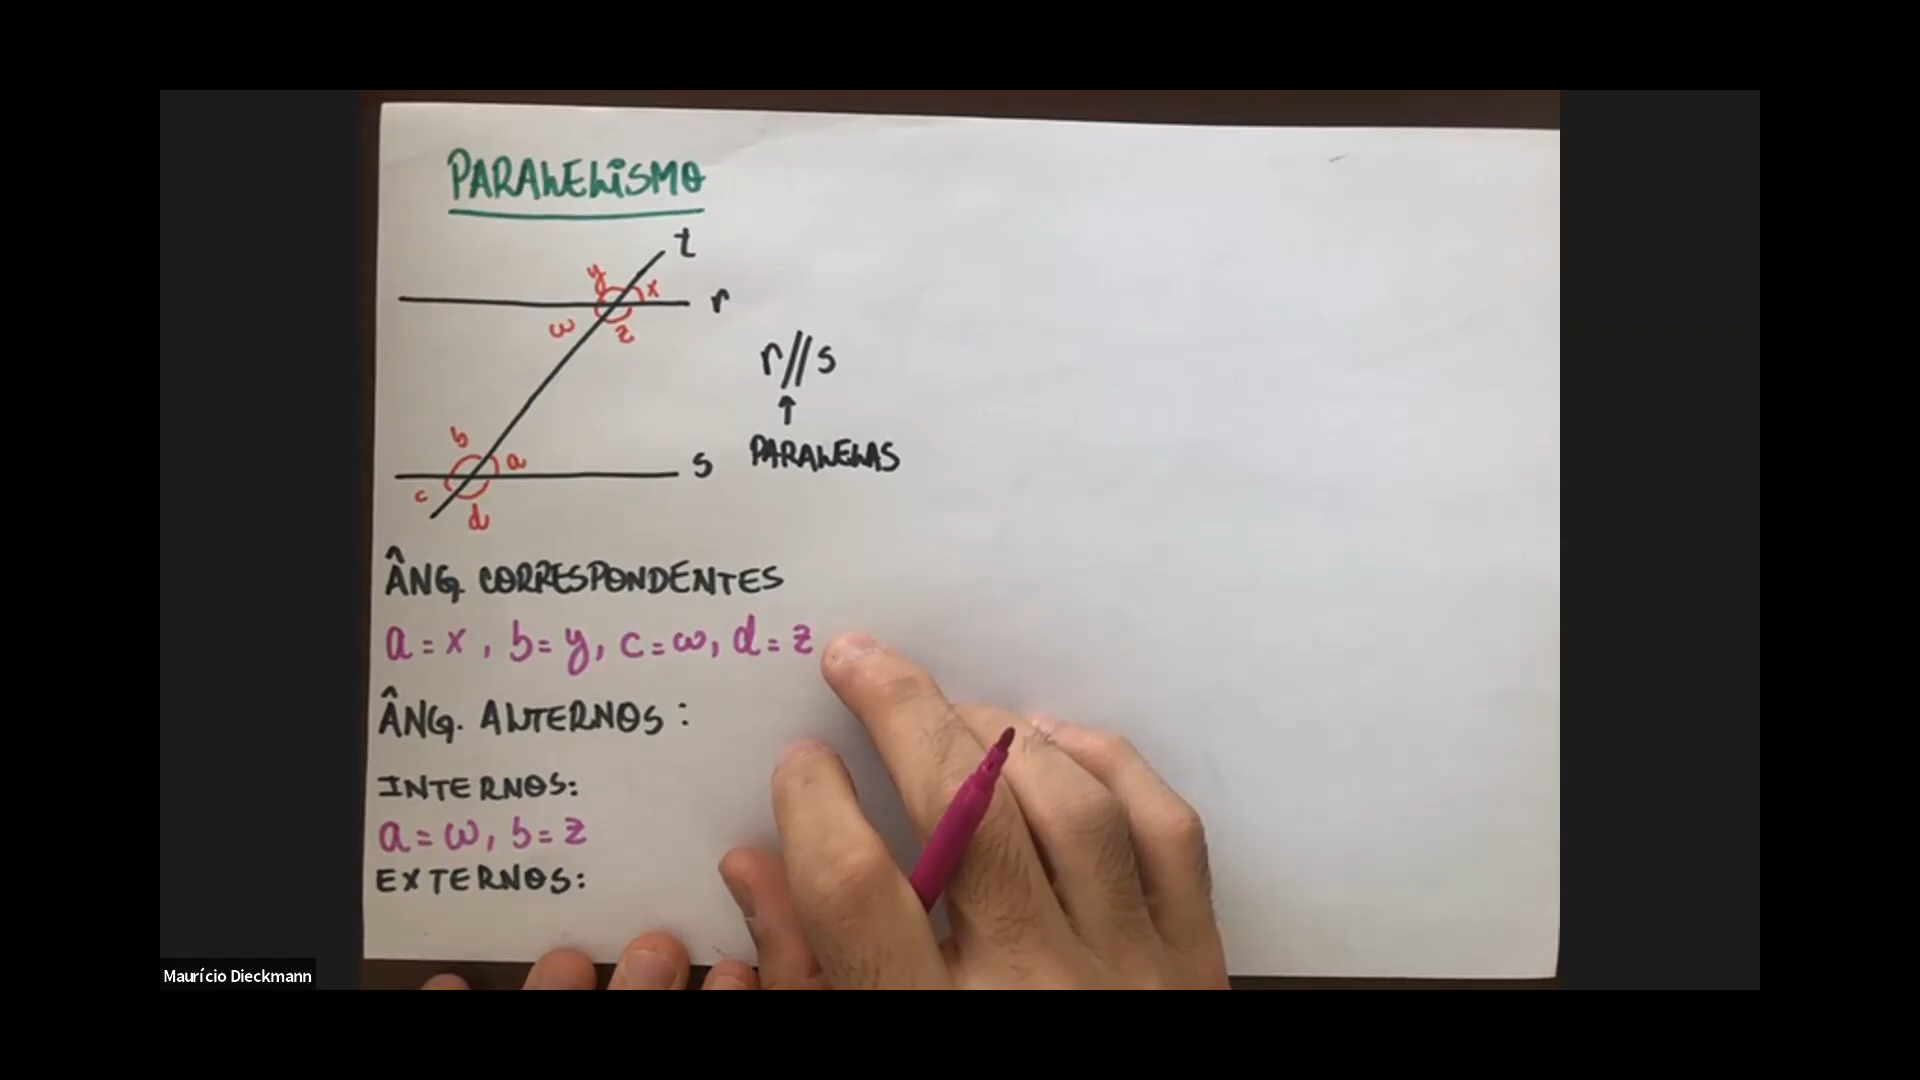 PARALELISMO
t
y
x
r
w
z
r//s
↑
PARALELAS
b
a
s
c
d
ÂNG. CORRESPONDENTES
a = x, b = y, c = w, d = z
ÂNG. ALTERNOS:
INTERNOS:
a = w, b = z
EXTERNOS:
Maurício Dieckmann